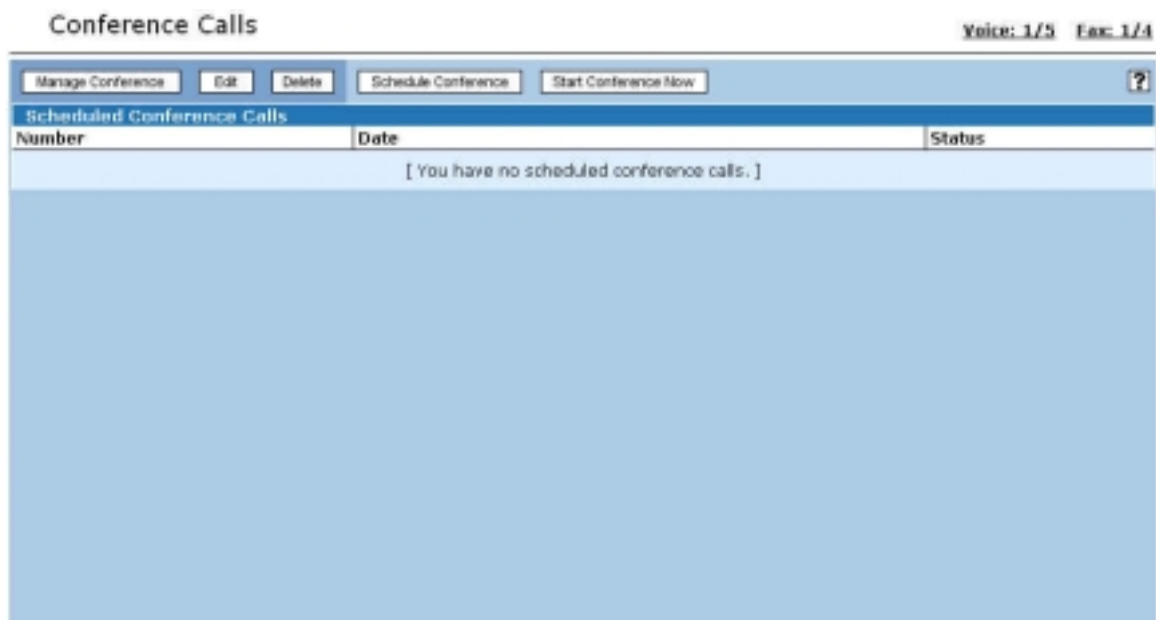 Conference Calls Voice: 1/5 Fax: 1/4
Manage Conference Edit Delete Schedule Conference Start Conference Now ?
Scheduled Conference Calls
Number Date Status
[ You have no scheduled conference calls. ]